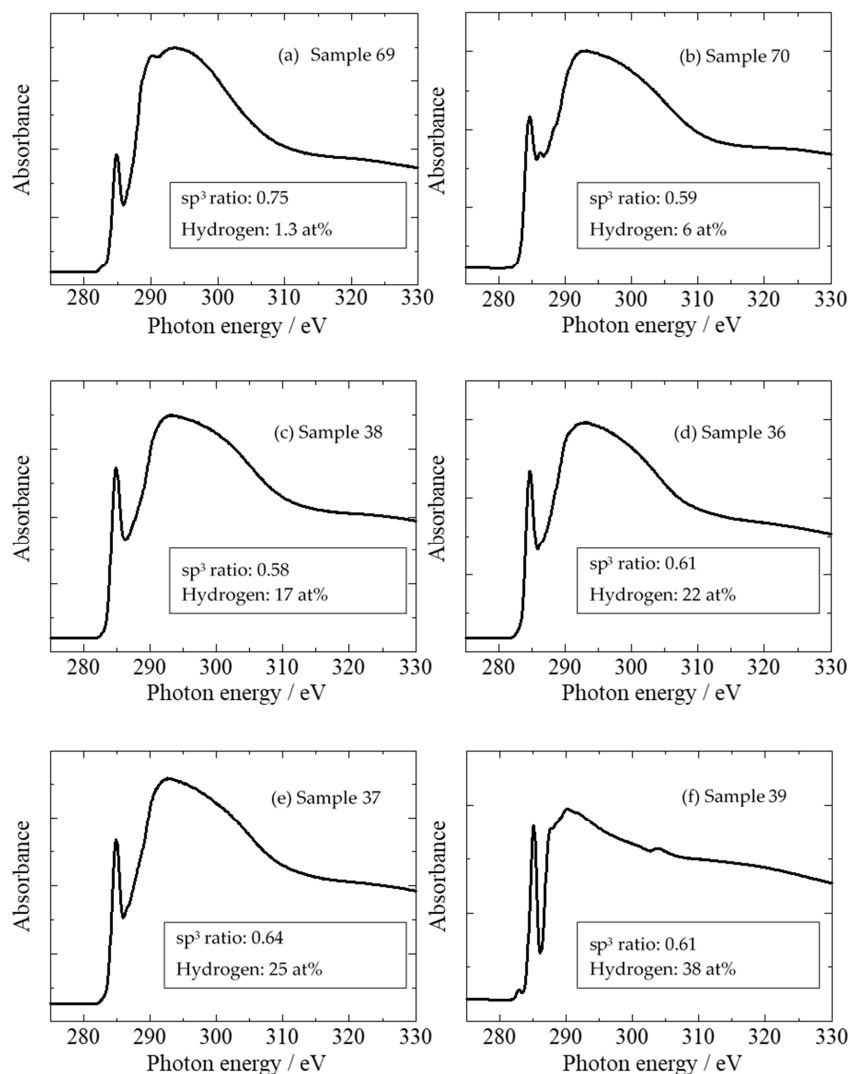 (a) Sample 69
Absorbance
sp³ ratio: 0.75
Hydrogen: 1.3 at%
280 290 300 310 320 330
Photon energy / eV
(b) Sample 70
Absorbance
sp³ ratio: 0.59
Hydrogen: 6 at%
280 290 300 310 320 330
Photon energy / eV
(c) Sample 38
Absorbance
sp³ ratio: 0.58
Hydrogen: 17 at%
280 290 300 310 320 330
Photon energy / eV
(d) Sample 36
Absorbance
sp³ ratio: 0.61
Hydrogen: 22 at%
280 290 300 310 320 330
Photon energy / eV
(e) Sample 37
Absorbance
sp³ ratio: 0.64
Hydrogen: 25 at%
280 290 300 310 320 330
Photon energy / eV
(f) Sample 39
Absorbance
sp³ ratio: 0.61
Hydrogen: 38 at%
280 290 300 310 320 330
Photon energy / eV